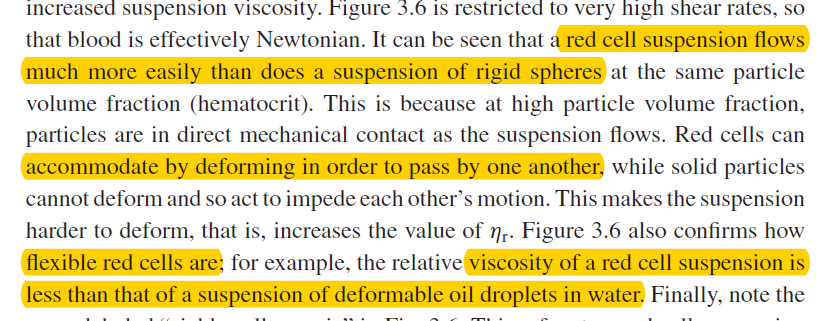 increased suspension viscosity. Figure 3.6 is restricted to very high shear rates, so
that blood is effectively Newtonian. It can be seen that a red cell suspension flows
much more easily than does a suspension of rigid spheres at the same particle
volume fraction (hematocrit). This is because at high particle volume fraction,
particles are in direct mechanical contact as the suspension flows. Red cells can
accommodate by deforming in order to pass by one another, while solid particles
cannot deform and so act to impede each other’s motion. This makes the suspension
harder to deform, that is, increases the value of ηr. Figure 3.6 also confirms how
flexible red cells are; for example, the relative viscosity of a red cell suspension is
less than that of a suspension of deformable oil droplets in water. Finally, note the